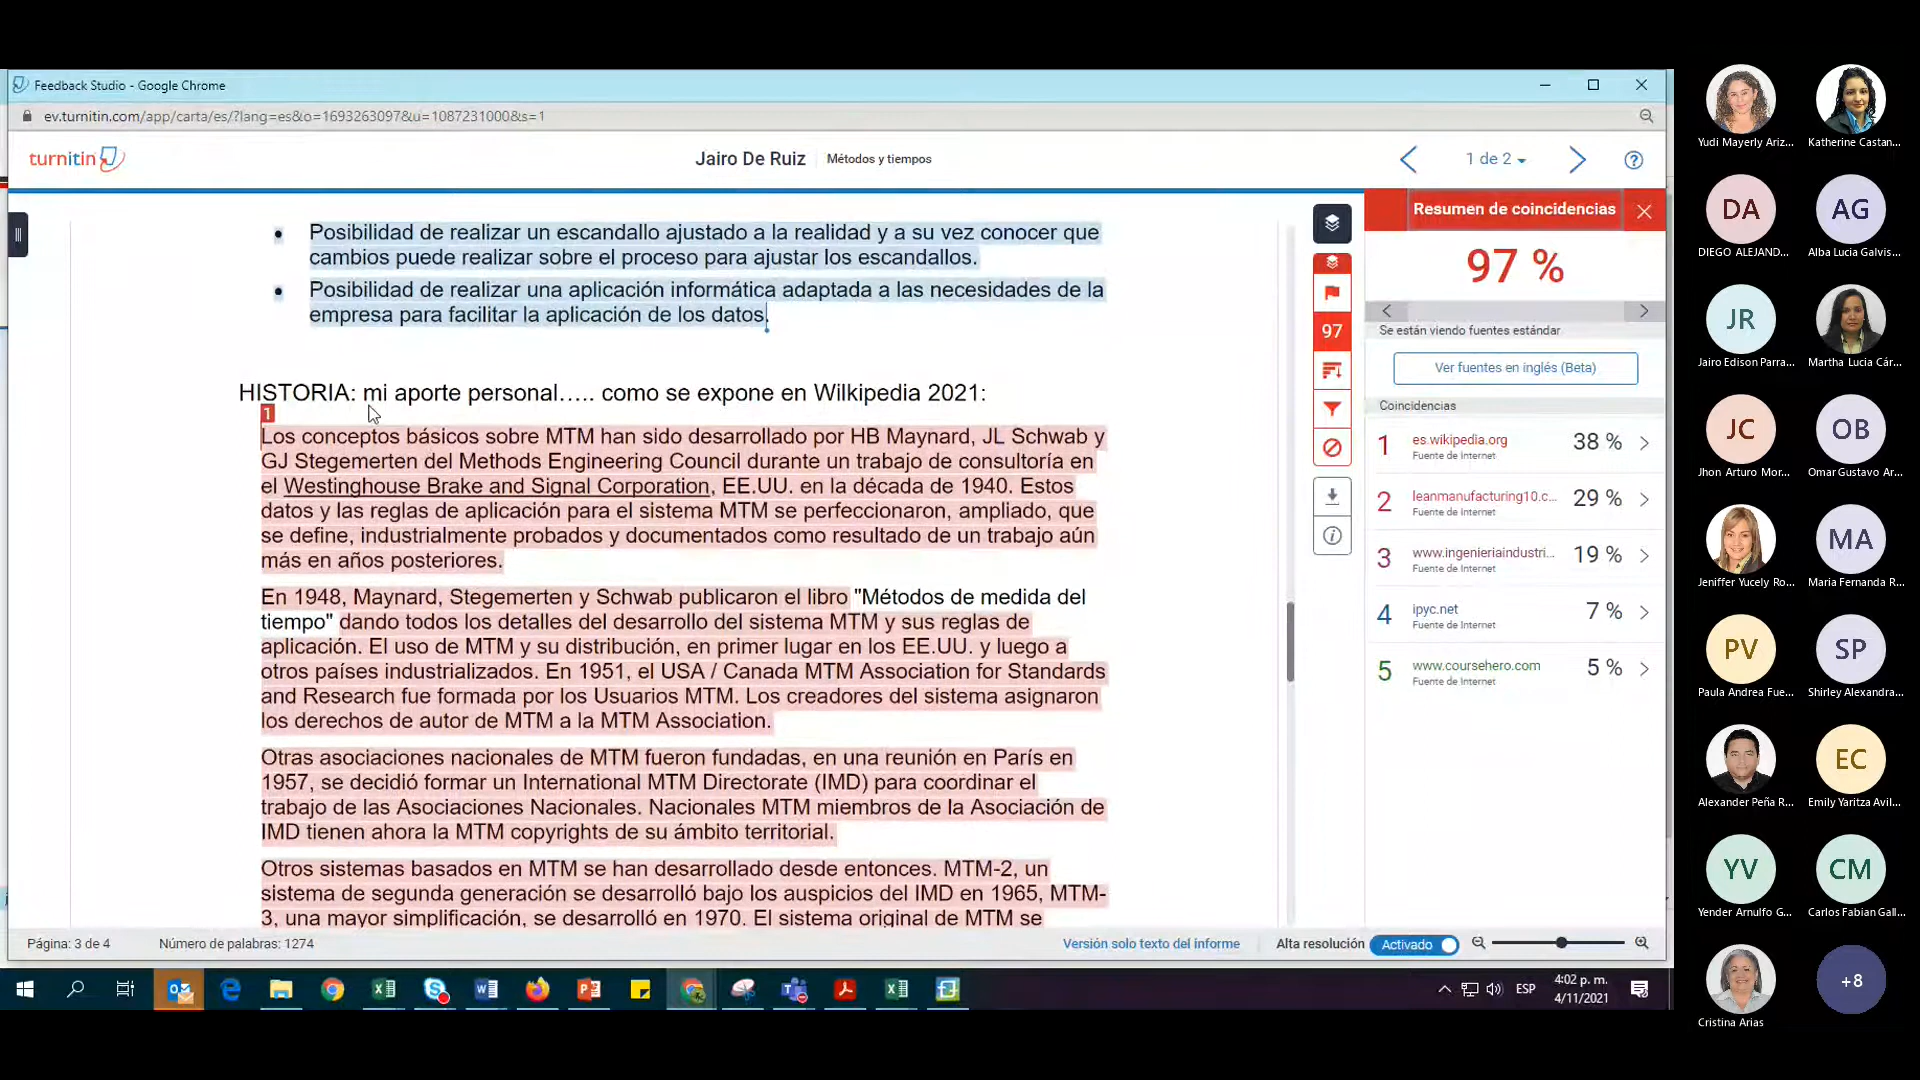 Feedback Studio - Google Chrome
ev.turnitin.com/app/carta/es/?lang=es&o=1693263097&u=1087231000&s=1
turnitin
Jairo De Ruiz
Métodos y tiempos
1 de 2
Posibilidad de realizar un escandallo ajustado a la realidad y a su vez conocer que
cambios puede realizar sobre el proceso para ajustar los escandallos.
Posibilidad de realizar una aplicación informática adaptada a las necesidades de la
empresa para facilitar la aplicación de los datos.
HISTORIA: mi aporte personal….. como se expone en Wilkipedia 2021:
1
Los conceptos básicos sobre MTM han sido desarrollado por HB Maynard, JL Schwab y
GJ Stegemerten del Methods Engineering Council durante un trabajo de consultoría en
el Westinghouse Brake and Signal Corporation, EE.UU. en la década de 1940. Estos
datos y las reglas de aplicación para el sistema MTM se perfeccionaron, ampliado, que
se define, industrialmente probados y documentados como resultado de un trabajo aún
más en años posteriores.
En 1948, Maynard, Stegemerten y Schwab publicaron el libro "Métodos de medida del
tiempo" dando todos los detalles del desarrollo del sistema MTM y sus reglas de
aplicación. El uso de MTM y su distribución, en primer lugar en los EE.UU. y luego a
otros países industrializados. En 1951, el USA / Canada MTM Association for Standards
and Research fue formada por los Usuarios MTM. Los creadores del sistema asignaron
los derechos de autor de MTM a la MTM Association.
Otras asociaciones nacionales de MTM fueron fundadas, en una reunión en París en
1957, se decidió formar un International MTM Directorate (IMD) para coordinar el
trabajo de las Asociaciones Nacionales. Nacionales MTM miembros de la Asociación de
IMD tienen ahora la MTM copyrights de su ámbito territorial.
Otros sistemas basados en MTM se han desarrollado desde entonces. MTM-2, un
sistema de segunda generación se desarrolló bajo los auspicios del IMD en 1965, MTM-
3, una mayor simplificación, se desarrolló en 1970. El sistema original de MTM se
97
Resumen de coincidencias
97 %
Se están viendo fuentes estándar
Ver fuentes en inglés (Beta)
Coincidencias
1 es.wikipedia.org 38 %
Fuente de Internet
2 leanmanufacturing10.c... 29 %
Fuente de Internet
3 www.ingenieriaindustri... 19 %
Fuente de Internet
4 ipyc.net 7 %
Fuente de Internet
5 www.coursehero.com 5 %
Fuente de Internet
Página: 3 de 4
Número de palabras: 1274
Versión solo texto del informe
Alta resolución
Activado
ESP
4:02 p. m.
4/11/2021
Yudi Mayerly Ariz...
Katherine Castan...
DA
DIEGO ALEJAND...
AG
Alba Lucia Galvis...
JR
Jairo Edison Parra...
Martha Lucia Cár...
JC
Jhon Arturo Mor...
OB
Omar Gustavo Ar...
Jeniffer Yucely Ro...
MA
Maria Fernanda R...
PV
Paula Andrea Fue...
SP
Shirley Alexandra...
Alexander Peña R...
EC
Emily Yaritza Avil...
YV
Yender Arnulfo G...
CM
Carlos Fabian Gall...
Cristina Arias
+8